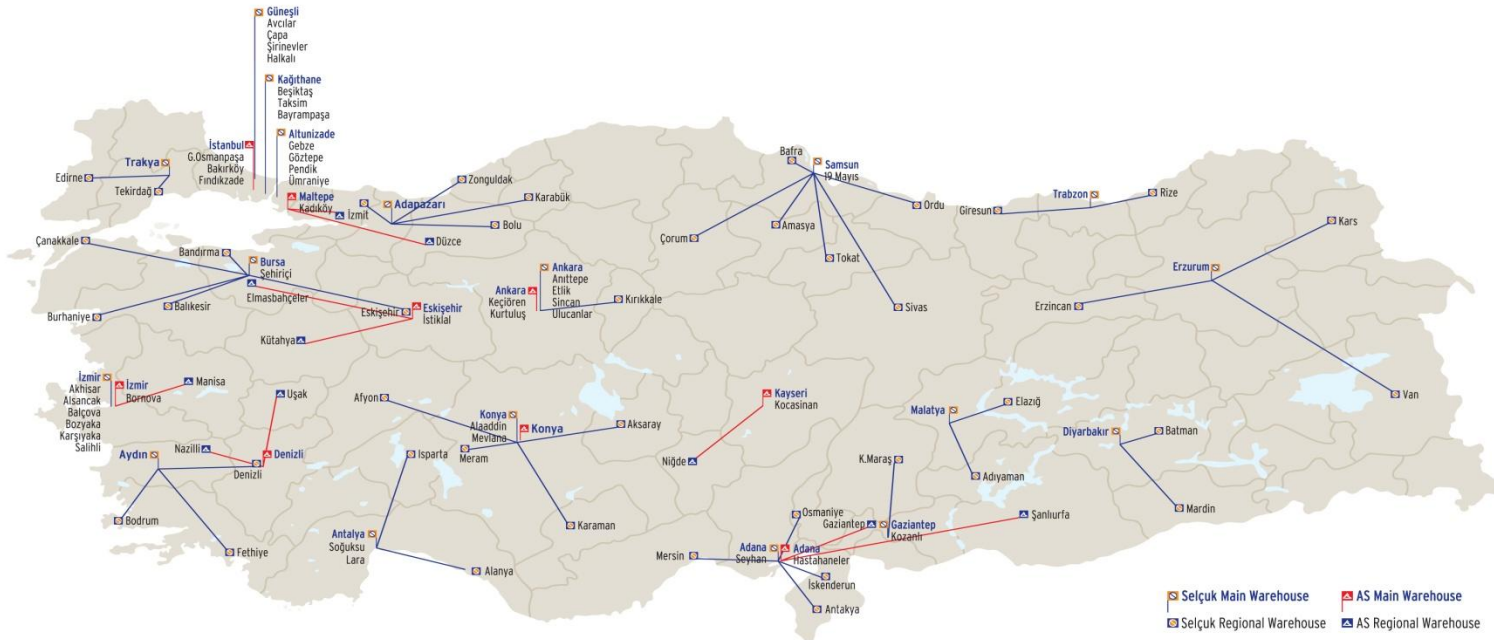 Güneşli
Avcılar
Çapa
Şirinevler
Halkalı
Kağıthane
Beşiktaş
Taksim
Bayrampaşa
Altunizade
Gebze
Göztepe
Pendik
Ümraniye
İstanbul
G.Osmanpaşa
Bakırköy
Fındıkzade
Trakya
Edirne
Tekirdağ
Maltepe
Kadıköy
İzmit
Adapazarı
Zonguldak
Karabük
Bolu
Düzce
Bafra
Samsun
19 Mayıs
Ordu
Çorum
Amasya
Tokat
Sivas
Giresun
Trabzon
Rize
Kars
Erzurum
Erzincan
Van
Çanakkale
Bandırma
Bursa
Şehiriçi
Elmasbahçeler
Balıkesir
Burhaniye
Eskişehir
Eskişehir
İstiklal
Kütahya
Ankara
Keçiören
Kurtuluş
Ankara
Anıttepe
Etlik
Sincan
Ulucanlar
Kırıkkale
İzmir
Akhisar
Alsancak
Balçova
Bozyaka
Karşıyaka
Salihli
İzmir
Bornova
Manisa
Uşak
Nazilli
Aydın
Denizli
Denizli
Bodrum
Fethiye
Afyon
Konya
Alaaddin
Mevlana
Meram
Konya
Aksaray
Karaman
Isparta
Antalya
Soğuksu
Lara
Alanya
Kayseri
Kocasinan
Niğde
Malatya
Elazığ
Adıyaman
Diyarbakır
Batman
Mardin
K.Maraş
Osmaniye
Gaziantep
Gaziantep
Kozanlı
Şanlıurfa
Mersin
Adana
Seyhan
Adana
Hastahaneler
İskenderun
Antakya
Selçuk Main Warehouse
AS Main Warehouse
Selçuk Regional Warehouse
AS Regional Warehouse